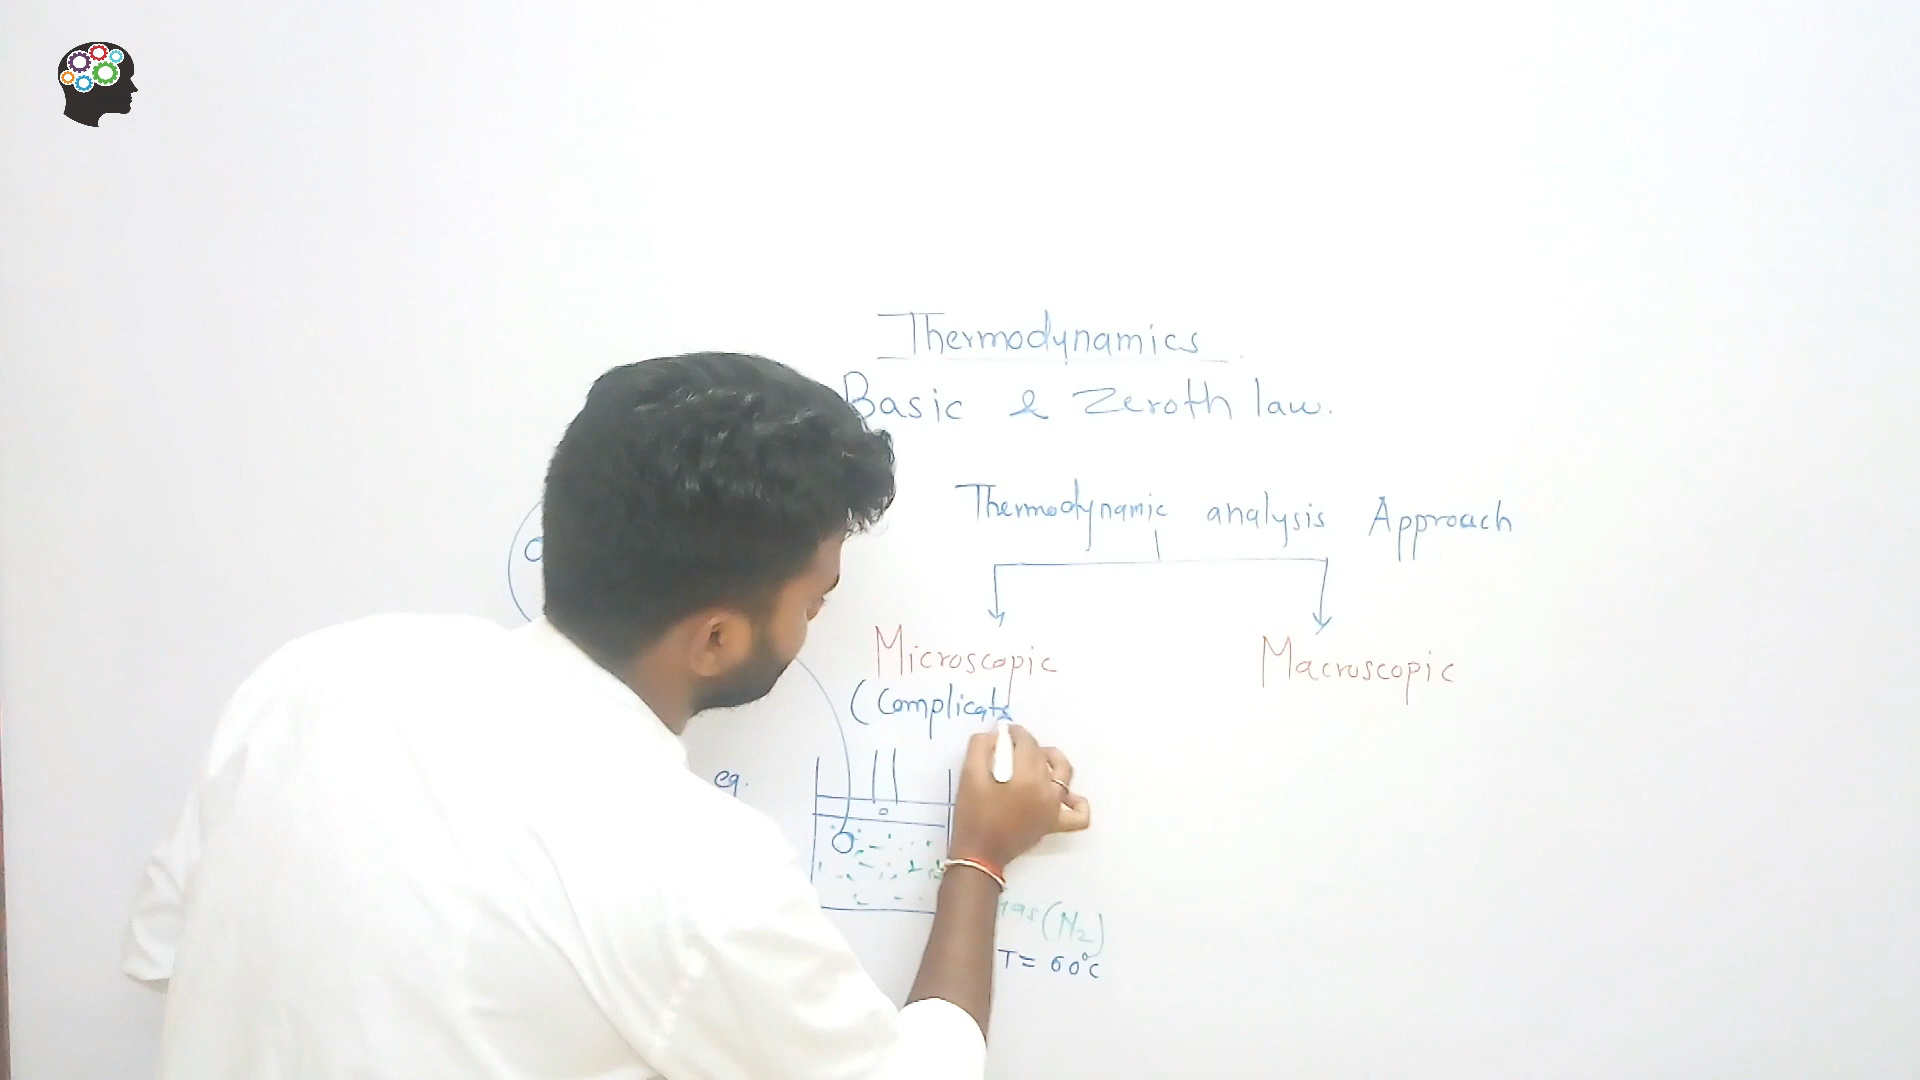 Thermodynamics
Basic & Zeroth law.
Thermodynamic analysis Approach
Microscopic
Macroscopic
(Complicate
eg.
gas (N2)
T = 60°C